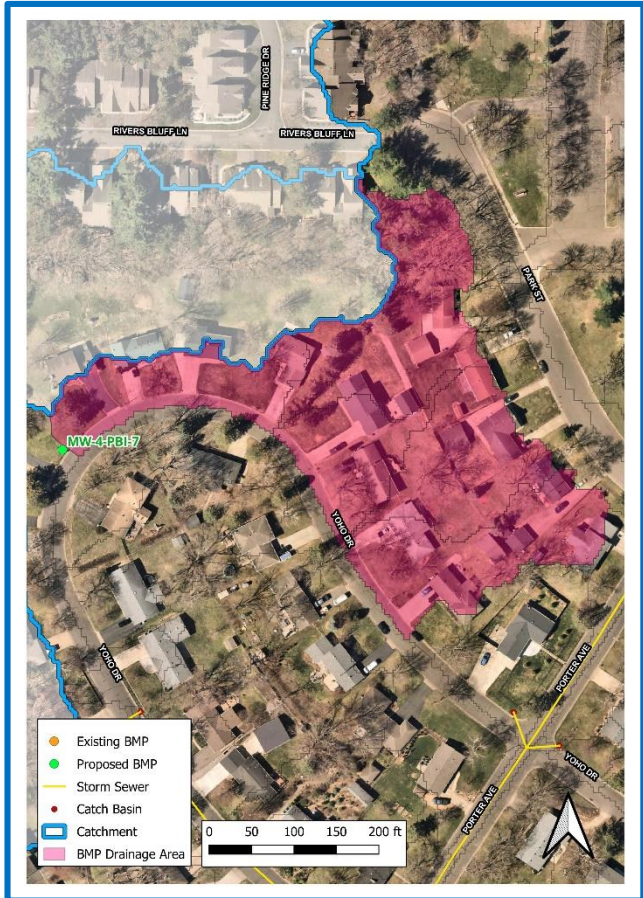 PINE RIDGE DR
RIVERS BLUFF LN
RIVERS BLUFF LN
PARK ST
MW-4-PBI-7
YOHO DR
YOHO DR
PORTER AVE
YOHO DR
PORTER AVE
Existing BMP
Proposed BMP
Storm Sewer
Catch Basin
Catchment
BMP Drainage Area
0 50 100 150 200 ft